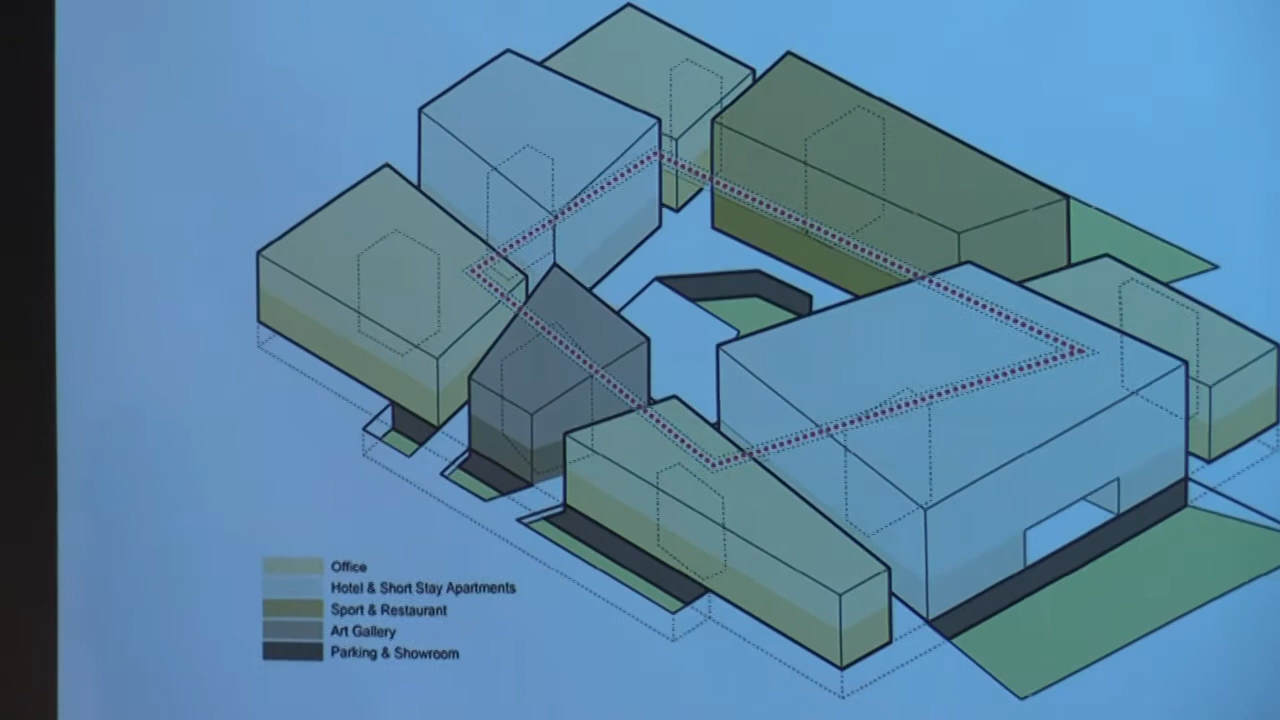 Office
Hotel & Short Stay Apartments
Sport & Restaurant
Art Gallery
Parking & Showroom